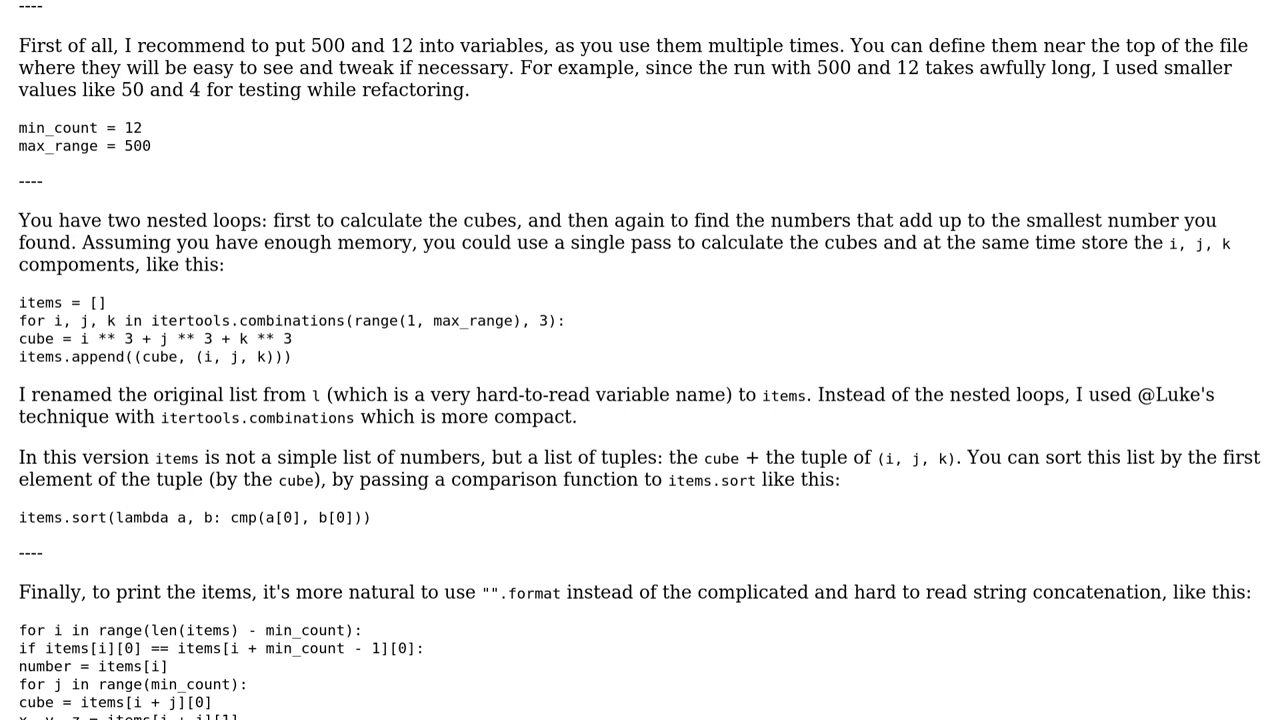 ----
First of all, I recommend to put 500 and 12 into variables, as you use them multiple times. You can define them near the top of the file
where they will be easy to see and tweak if necessary. For example, since the run with 500 and 12 takes awfully long, I used smaller
values like 50 and 4 for testing while refactoring.
min_count = 12
max_range = 500
----
You have two nested loops: first to calculate the cubes, and then again to find the numbers that add up to the smallest number you
found. Assuming you have enough memory, you could use a single pass to calculate the cubes and at the same time store the i, j, k
compoments, like this:
items = []
for i, j, k in itertools.combinations(range(1, max_range), 3):
cube = i ** 3 + j ** 3 + k ** 3
items.append((cube, (i, j, k)))
I renamed the original list from l (which is a very hard-to-read variable name) to items. Instead of the nested loops, I used @Luke's
technique with itertools.combinations which is more compact.
In this version items is not a simple list of numbers, but a list of tuples: the cube + the tuple of (i, j, k). You can sort this list by the first
element of the tuple (by the cube), by passing a comparison function to items.sort like this:
items.sort(lambda a, b: cmp(a[0], b[0]))
----
Finally, to print the items, it's more natural to use "".format instead of the complicated and hard to read string concatenation, like this:
for i in range(len(items) - min_count):
if items[i][0] == items[i + min_count - 1][0]:
number = items[i]
for j in range(min_count):
cube = items[i + j][0]
x, y, z = items[i + j][1]